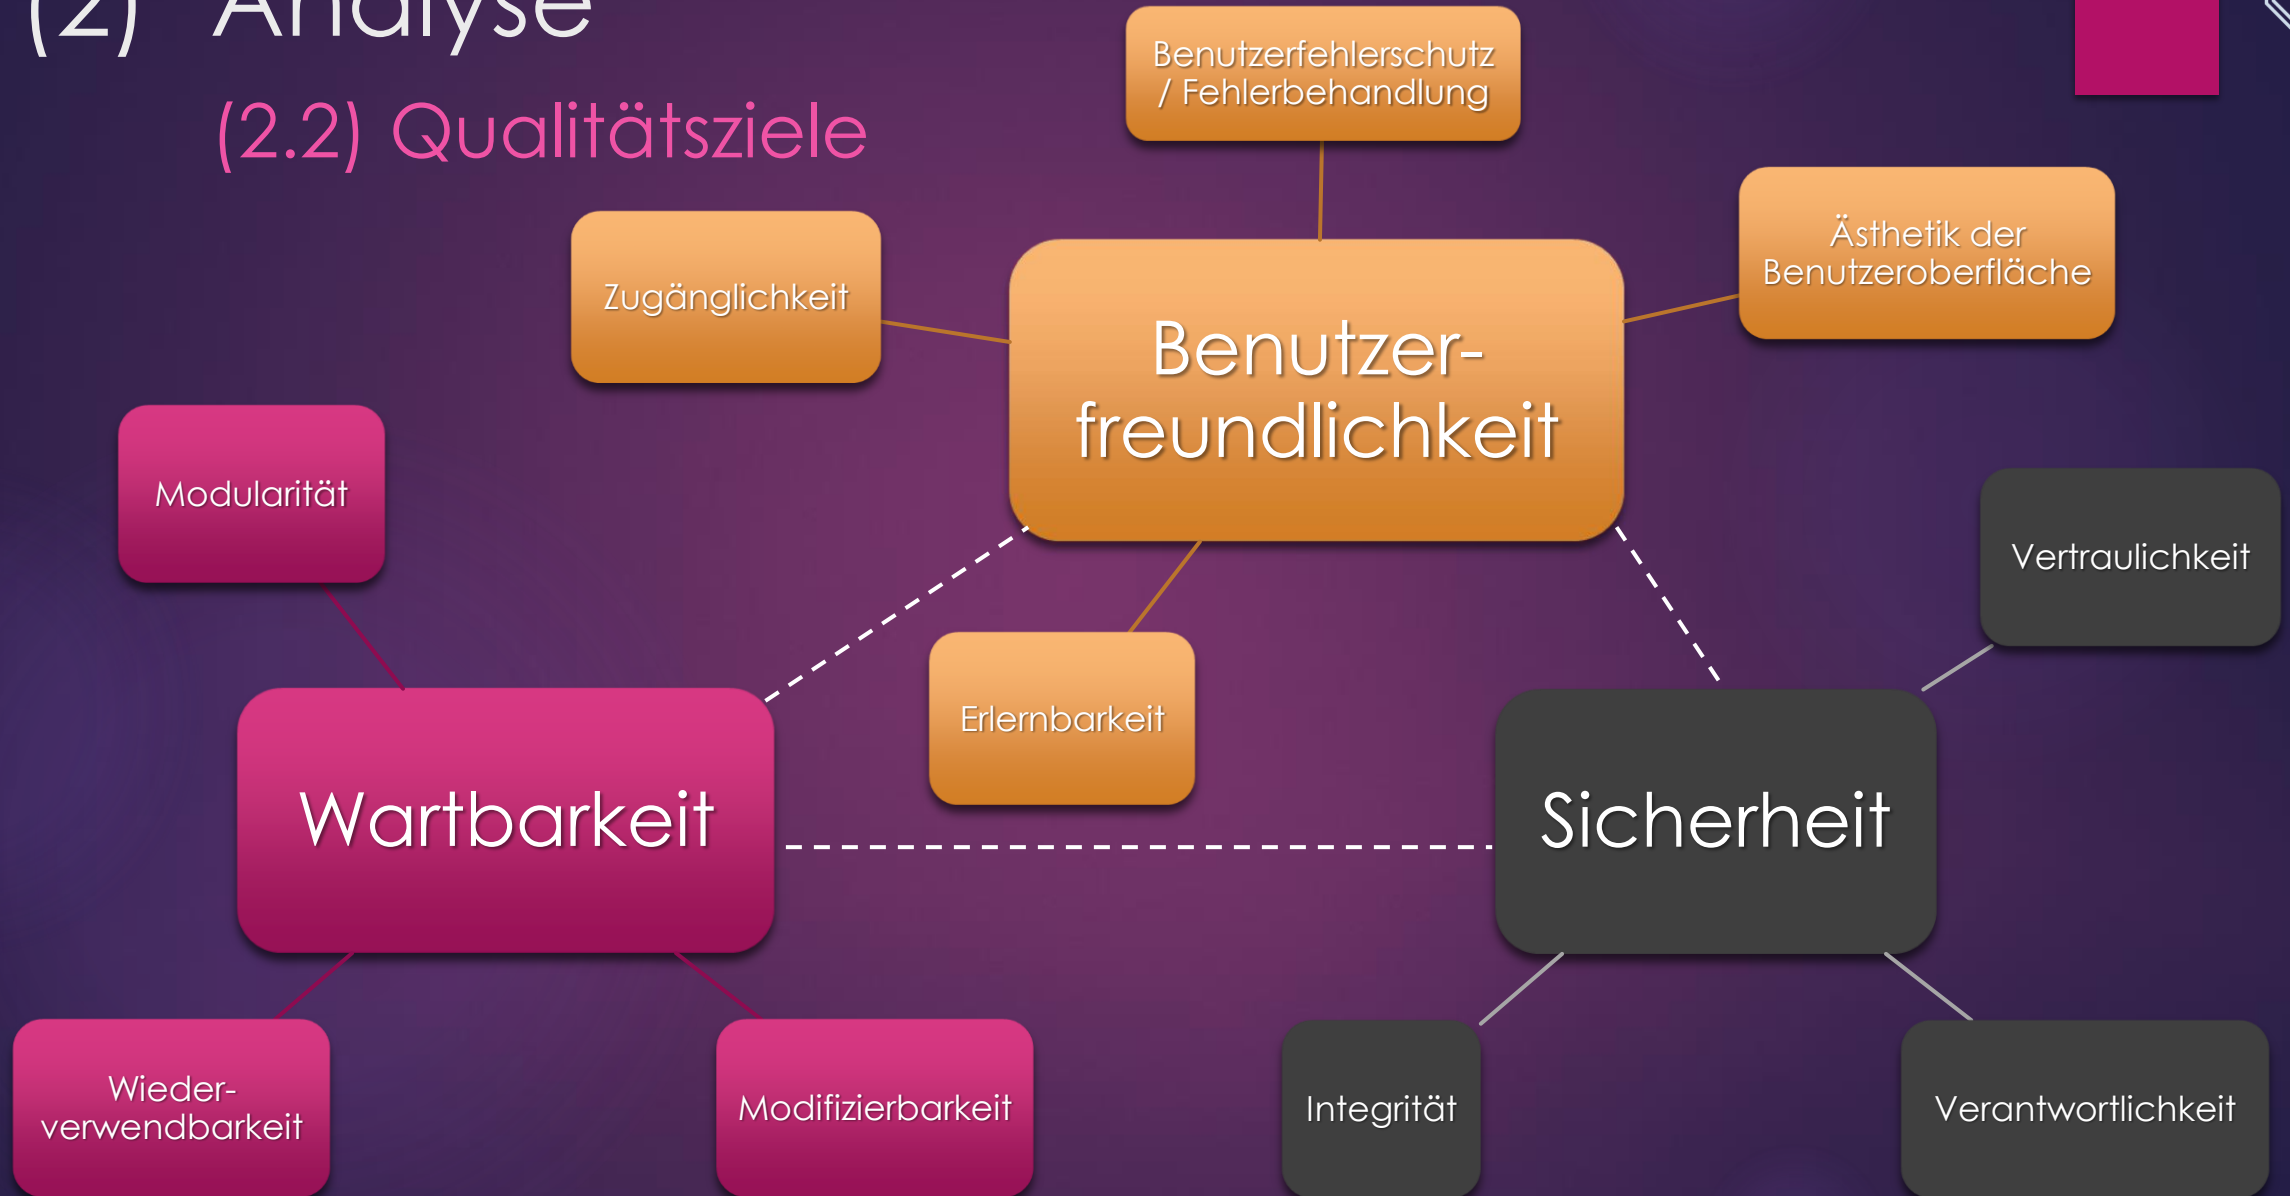 (2) Analyse
(2.2) Qualitätsziele
Benutzerfehlerschutz
/ Fehlerbehandlung
Ästhetik der
Benutzeroberfläche
Zugänglichkeit
Benutzer-
freundlichkeit
Modularität
Vertraulichkeit
Erlernbarkeit
Wartbarkeit
Sicherheit
Wieder-
verwendbarkeit
Modifizierbarkeit
Integrität
Verantwortlichkeit